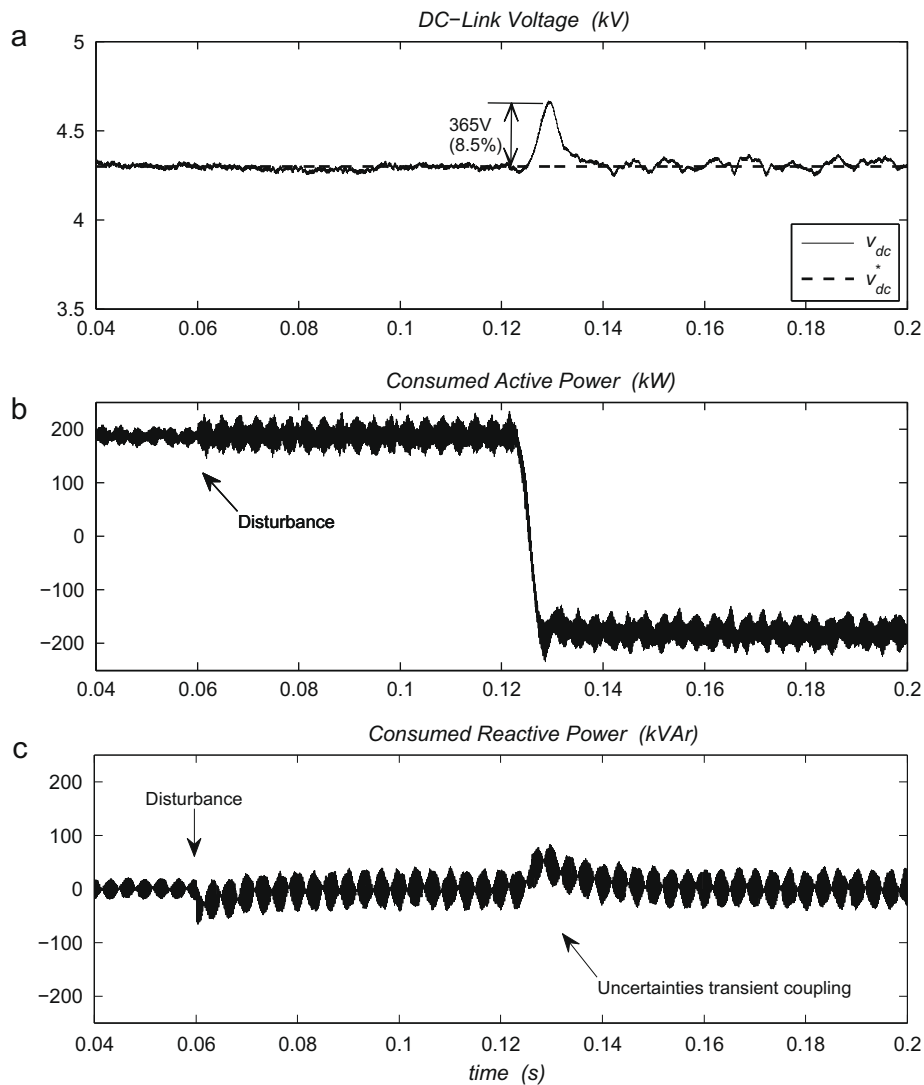 a
DC−Link Voltage (kV)
5
4.5
4
3.5
365V
(8.5%)
v_dc
v*_dc
0.04 0.06 0.08 0.1 0.12 0.14 0.16 0.18 0.2
b
Consumed Active Power (kW)
200
100
0
−100
−200
Disturbance
0.04 0.06 0.08 0.1 0.12 0.14 0.16 0.18 0.2
c
Consumed Reactive Power (kVAr)
200
100
0
−100
−200
Disturbance
Uncertainties transient coupling
0.04 0.06 0.08 0.1 0.12 0.14 0.16 0.18 0.2
time (s)